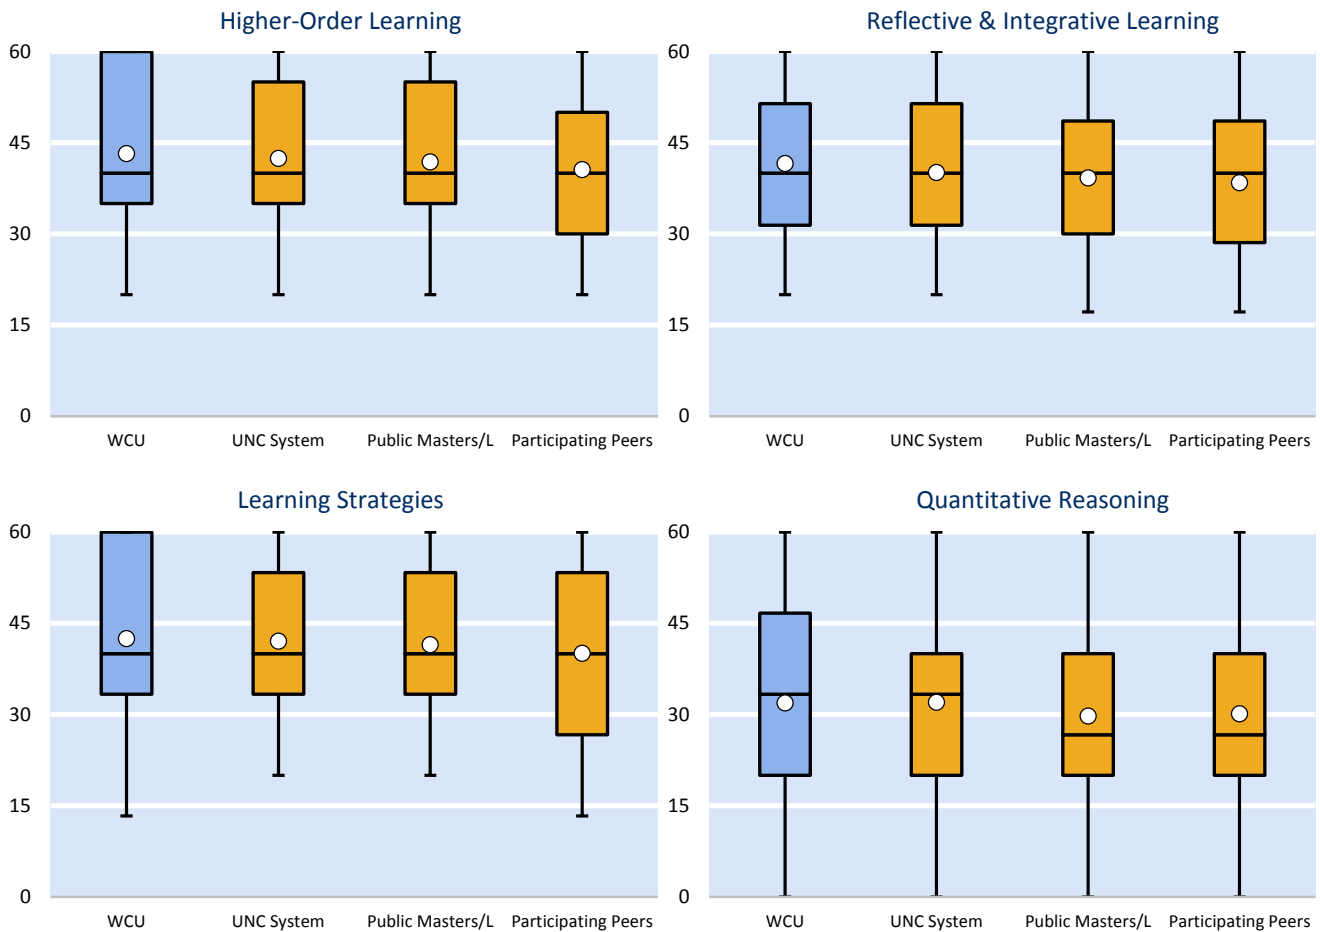 Higher-Order Learning
60
45
30
15
0
WCU UNC System Public Masters/L Participating Peers
Reflective & Integrative Learning
60
45
30
15
0
WCU UNC System Public Masters/L Participating Peers
Learning Strategies
60
45
30
15
0
WCU UNC System Public Masters/L Participating Peers
Quantitative Reasoning
60
45
30
15
0
WCU UNC System Public Masters/L Participating Peers